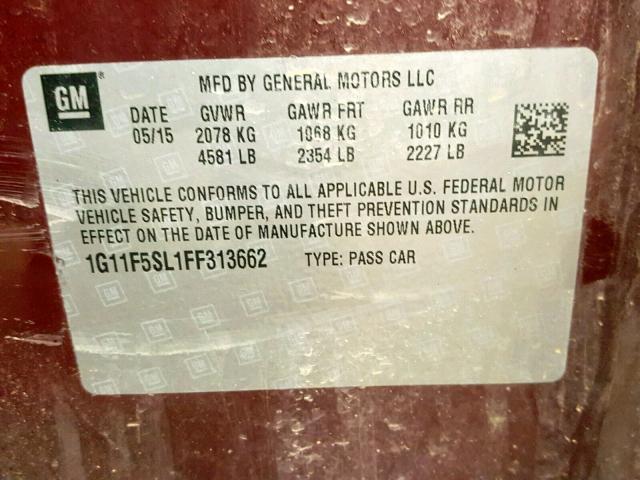 GM
MFD BY GENERAL MOTORS LLC
DATE GVWR GAWR FRT GAWR RR
05/15 2078 KG 1068 KG 1010 KG
4581 LB 2354 LB 2227 LB
THIS VEHICLE CONFORMS TO ALL APPLICABLE U.S. FEDERAL MOTOR
VEHICLE SAFETY, BUMPER, AND THEFT PREVENTION STANDARDS IN
EFFECT ON THE DATE OF MANUFACTURE SHOWN ABOVE.
1G11F5SL1FF313662 TYPE: PASS CAR